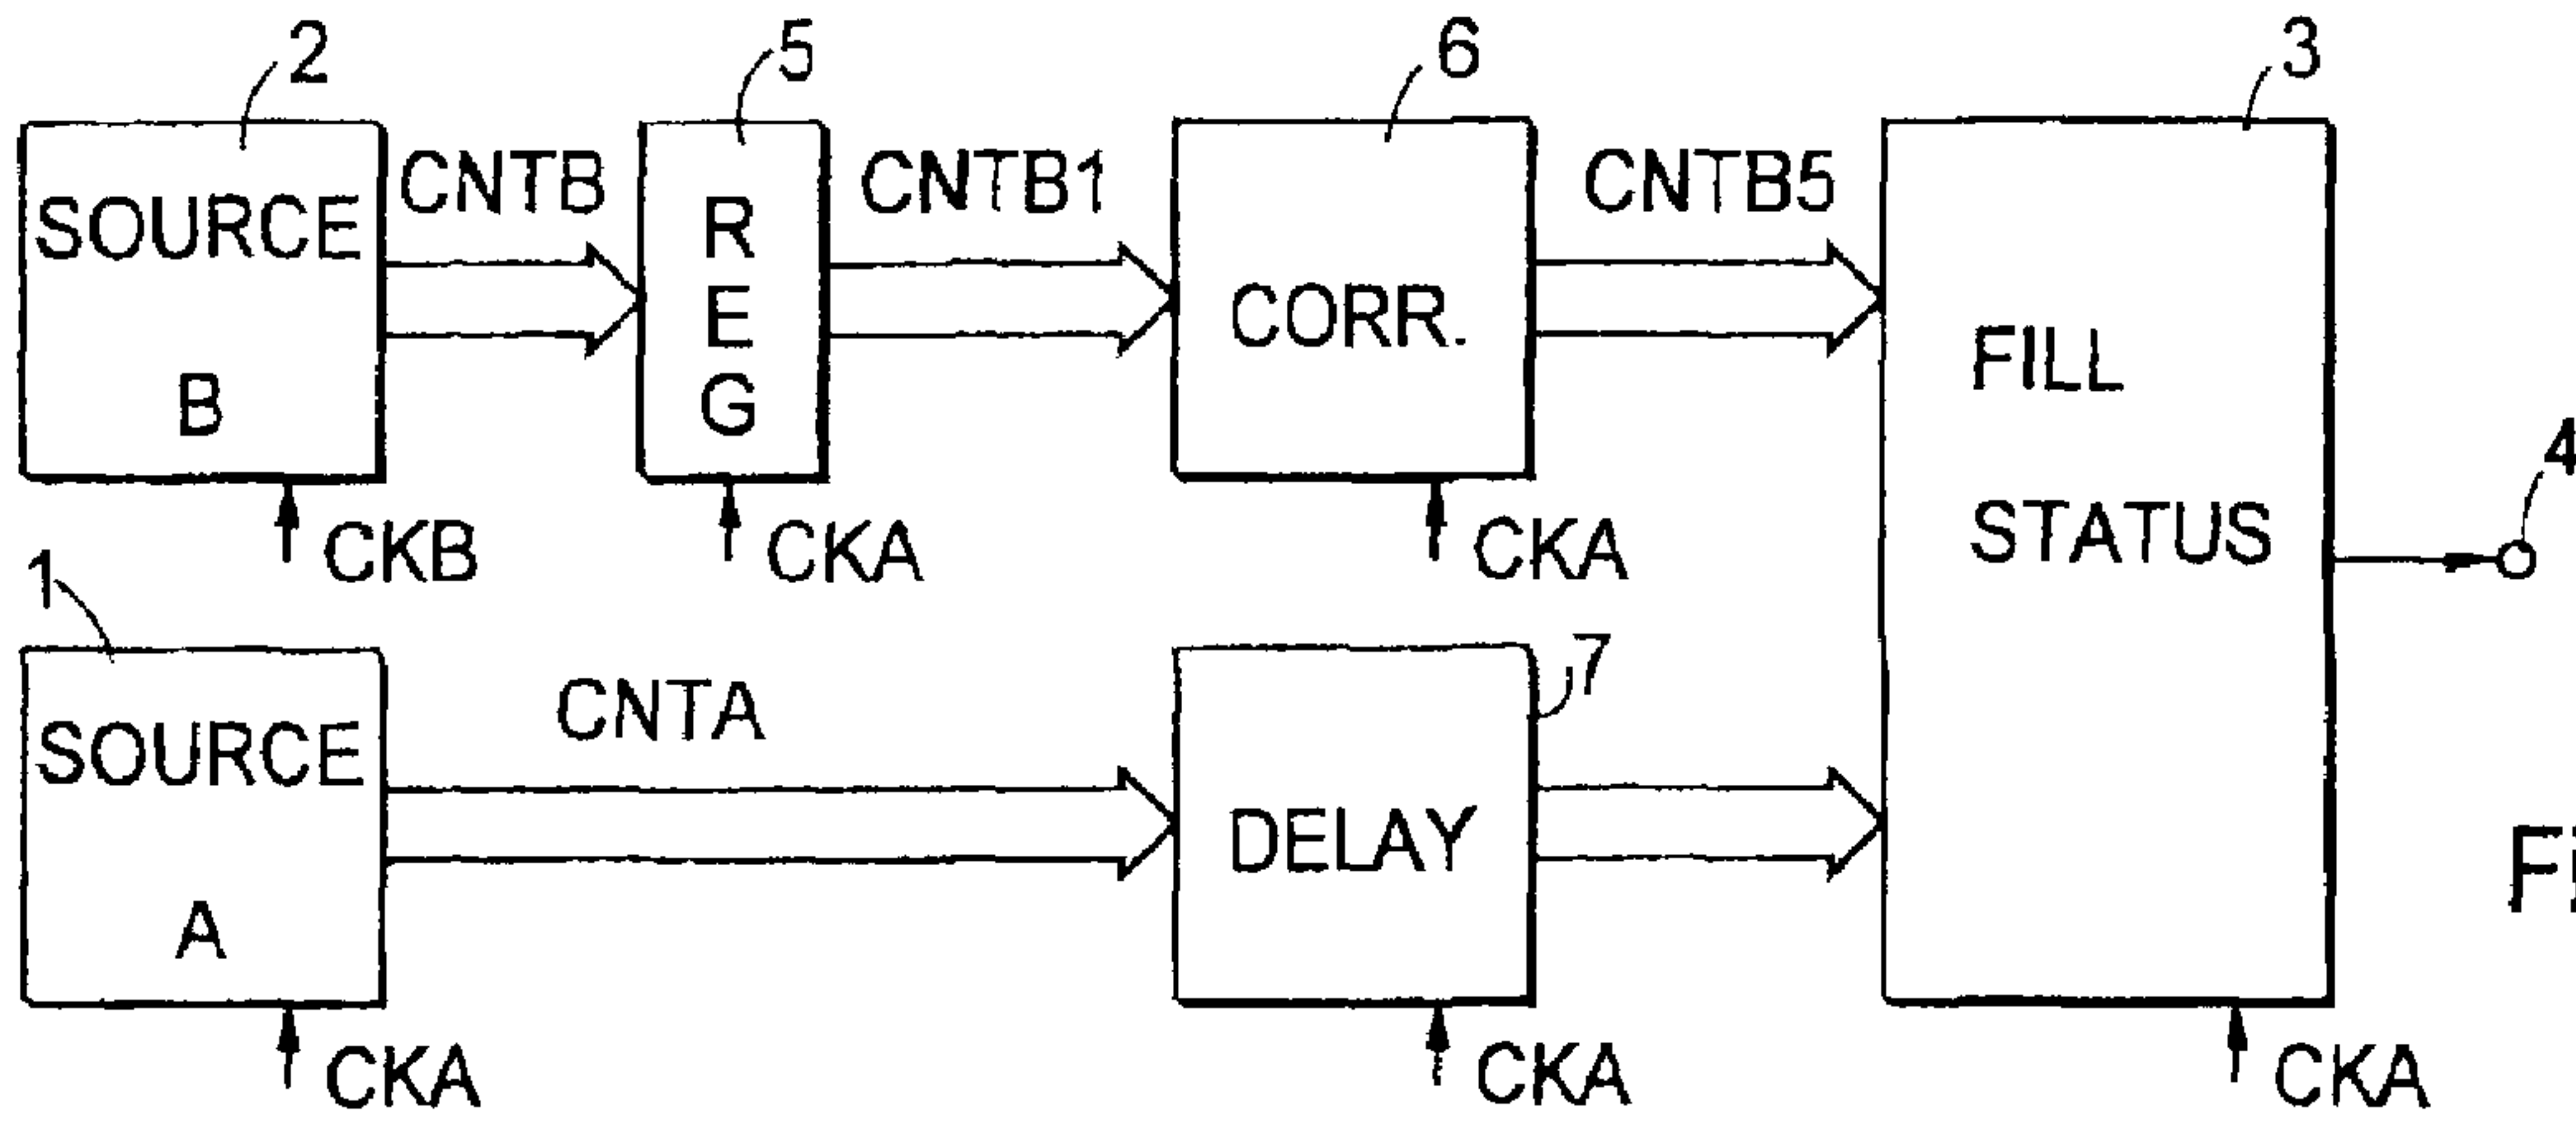 2
5
6
3
SOURCE
B
CNTB
R
E
G
CNTB1
CORR.
CNTB5
FILL
STATUS
4
CKB
CKA
CKA
1
SOURCE
A
CNTA
DELAY
7
CKA
CKA
CKA